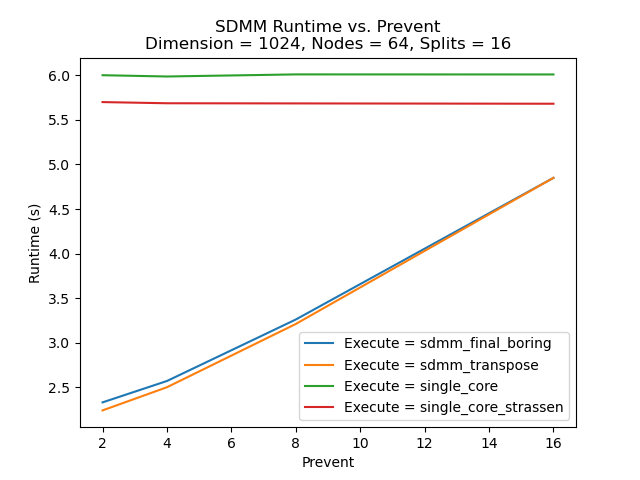 SDMM Runtime vs. Prevent
Dimension = 1024, Nodes = 64, Splits = 16
6.0
5.5
5.0
4.5
4.0
3.5
3.0
2.5
Runtime (s)
Execute = sdmm_final_boring
Execute = sdmm_transpose
Execute = single_core
Execute = single_core_strassen
2
4
6
8
10
12
14
16
Prevent